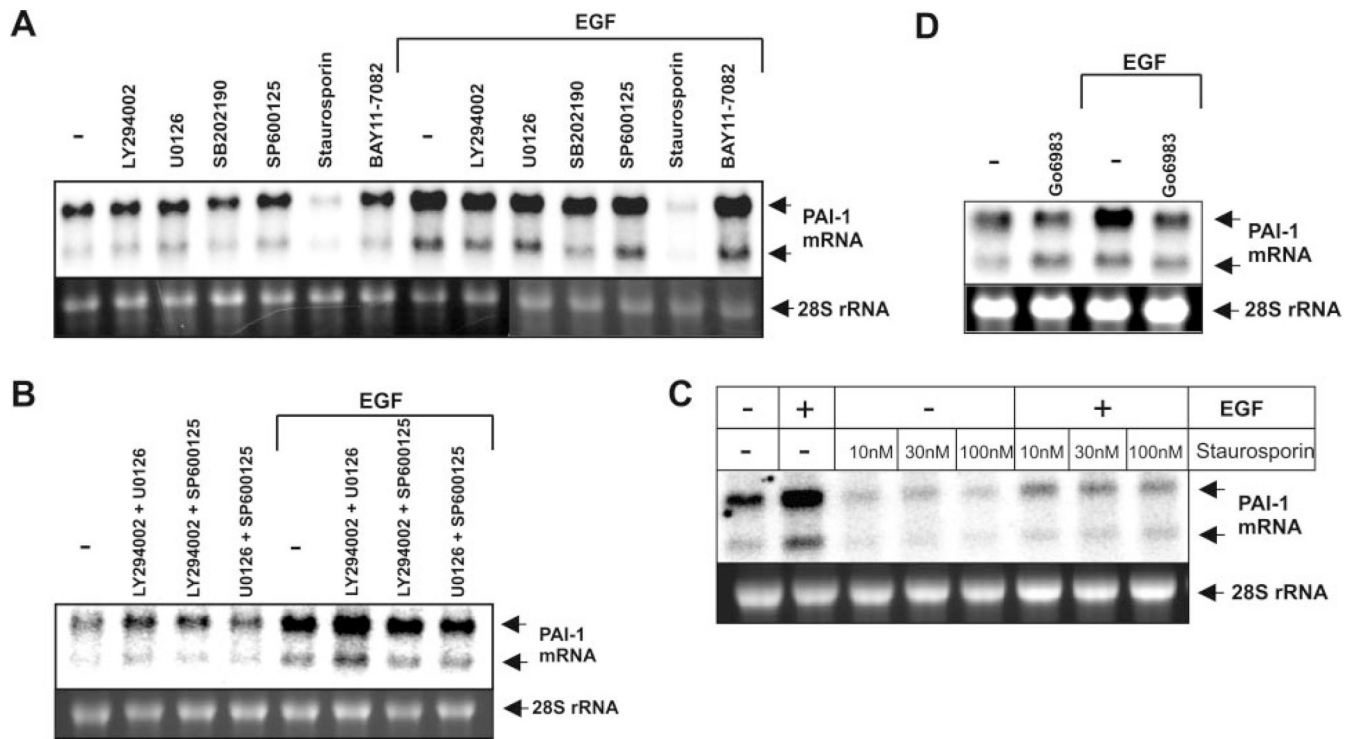 A
EGF
-
LY294002
U0126
SB202190
SP600125
Staurosporin
BAY11-7082
-
LY294002
U0126
SB202190
SP600125
Staurosporin
BAY11-7082
PAI-1
mRNA
28S rRNA
D
EGF
-
Go6983
-
Go6983
PAI-1
mRNA
28S rRNA
B
EGF
-
LY294002 + U0126
LY294002 + SP600125
U0126 + SP600125
-
LY294002 + U0126
LY294002 + SP600125
U0126 + SP600125
PAI-1
mRNA
28S rRNA
C
- + - + EGF
- - 10nM 30nM 100nM 10nM 30nM 100nM Staurosporin
PAI-1
mRNA
28S rRNA